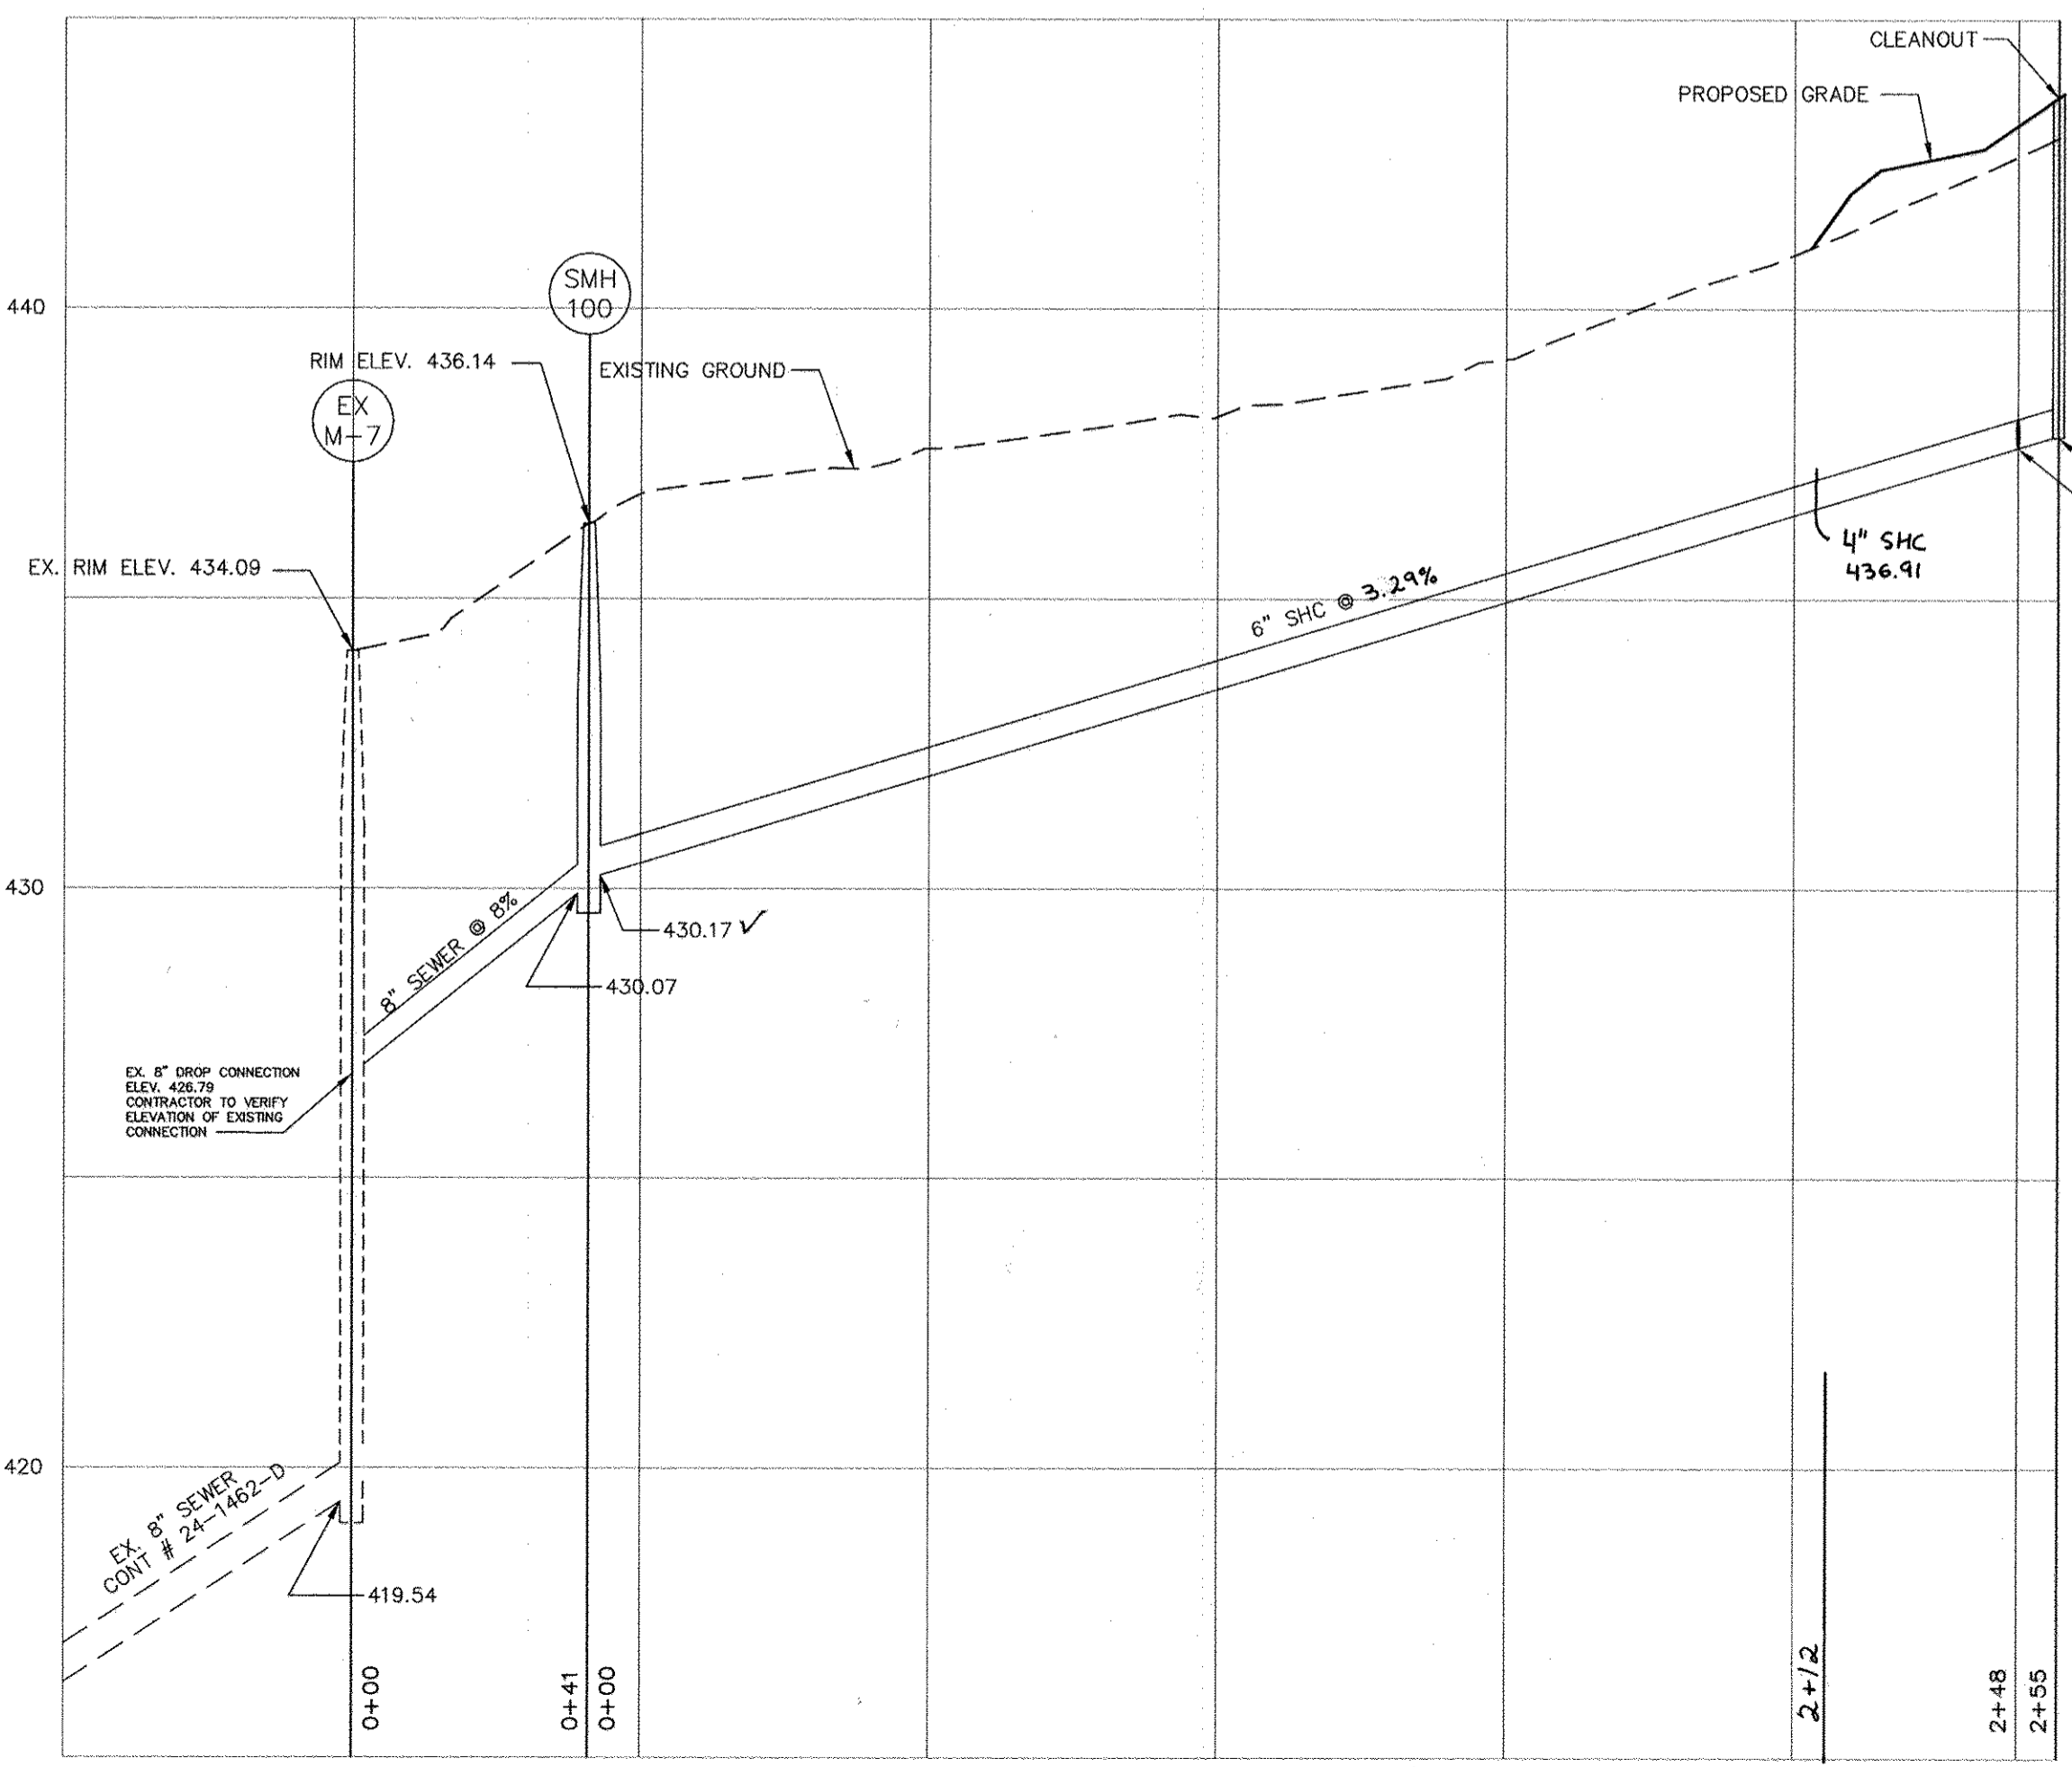 CLEANOUT
PROPOSED GRADE
SMH
100
440
RIM ELEV. 436.14
EXISTING GROUND
EX
M-7
EX. RIM ELEV. 434.09
4" SHC
436.91
6" SHC @ 3.29%
430
8" SEWER @ 8%
430.17 ✓
430.07
EX. 8" DROP CONNECTION
ELEV. 426.79
CONTRACTOR TO VERIFY
ELEVATION OF EXISTING
CONNECTION
420
EX. 8" SEWER
CONT # 24-1462-D
419.54
0+00
0+41
0+00
2+12
2+48
2+55